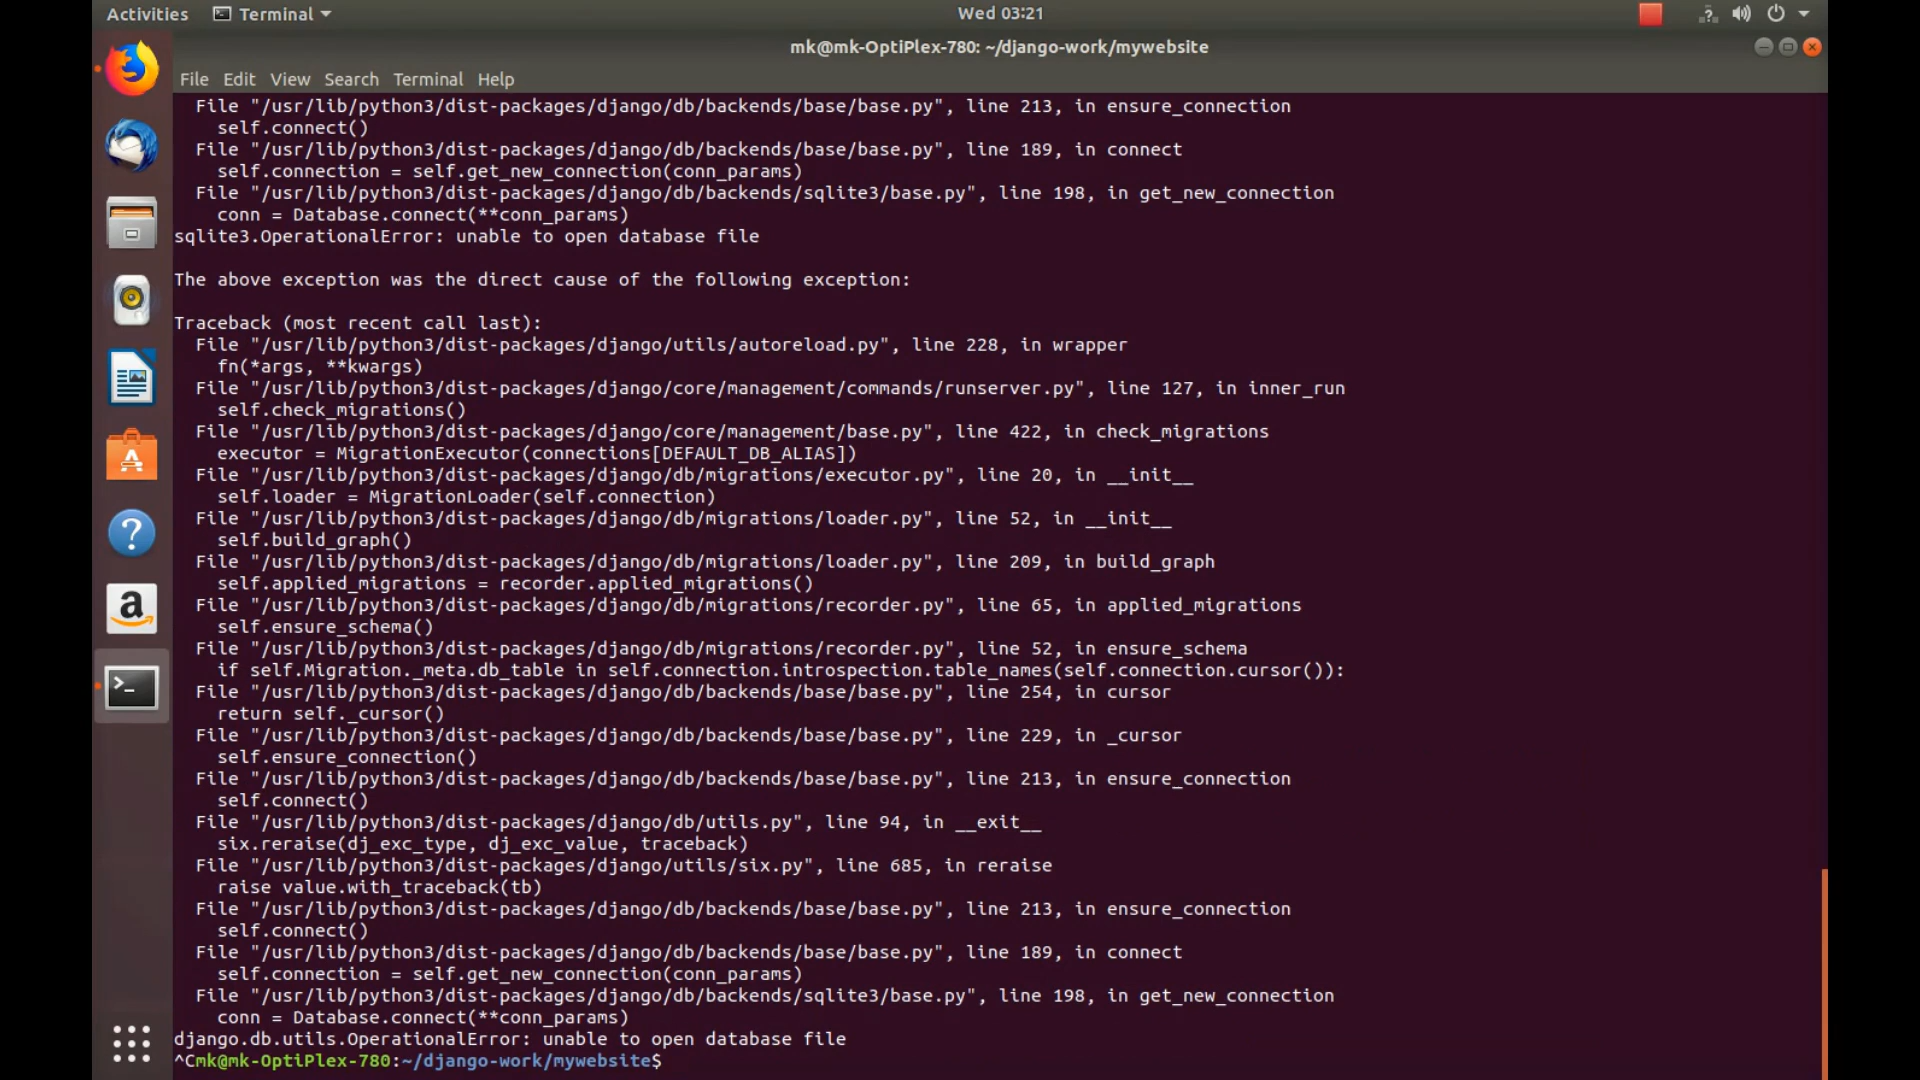 Activities
Terminal
Wed 03:21
mk@mk-OptiPlex-780: ~/django-work/mywebsite
File Edit View Search Terminal Help
  File "/usr/lib/python3/dist-packages/django/db/backends/base/base.py", line 213, in ensure_connection
    self.connect()
  File "/usr/lib/python3/dist-packages/django/db/backends/base/base.py", line 189, in connect
    self.connection = self.get_new_connection(conn_params)
  File "/usr/lib/python3/dist-packages/django/db/backends/sqlite3/base.py", line 198, in get_new_connection
    conn = Database.connect(**conn_params)
sqlite3.OperationalError: unable to open database file

The above exception was the direct cause of the following exception:

Traceback (most recent call last):
  File "/usr/lib/python3/dist-packages/django/utils/autoreload.py", line 228, in wrapper
    fn(*args, **kwargs)
  File "/usr/lib/python3/dist-packages/django/core/management/commands/runserver.py", line 127, in inner_run
    self.check_migrations()
  File "/usr/lib/python3/dist-packages/django/core/management/base.py", line 422, in check_migrations
    executor = MigrationExecutor(connections[DEFAULT_DB_ALIAS])
  File "/usr/lib/python3/dist-packages/django/db/migrations/executor.py", line 20, in __init__
    self.loader = MigrationLoader(self.connection)
  File "/usr/lib/python3/dist-packages/django/db/migrations/loader.py", line 52, in __init__
    self.build_graph()
  File "/usr/lib/python3/dist-packages/django/db/migrations/loader.py", line 209, in build_graph
    self.applied_migrations = recorder.applied_migrations()
  File "/usr/lib/python3/dist-packages/django/db/migrations/recorder.py", line 65, in applied_migrations
    self.ensure_schema()
  File "/usr/lib/python3/dist-packages/django/db/migrations/recorder.py", line 52, in ensure_schema
    if self.Migration._meta.db_table in self.connection.introspection.table_names(self.connection.cursor()):
  File "/usr/lib/python3/dist-packages/django/db/backends/base/base.py", line 254, in cursor
    return self._cursor()
  File "/usr/lib/python3/dist-packages/django/db/backends/base/base.py", line 229, in _cursor
    self.ensure_connection()
  File "/usr/lib/python3/dist-packages/django/db/backends/base/base.py", line 213, in ensure_connection
    self.connect()
  File "/usr/lib/python3/dist-packages/django/db/utils.py", line 94, in __exit__
    six.reraise(dj_exc_type, dj_exc_value, traceback)
  File "/usr/lib/python3/dist-packages/django/utils/six.py", line 685, in reraise
    raise value.with_traceback(tb)
  File "/usr/lib/python3/dist-packages/django/db/backends/base/base.py", line 213, in ensure_connection
    self.connect()
  File "/usr/lib/python3/dist-packages/django/db/backends/base/base.py", line 189, in connect
    self.connection = self.get_new_connection(conn_params)
  File "/usr/lib/python3/dist-packages/django/db/backends/sqlite3/base.py", line 198, in get_new_connection
    conn = Database.connect(**conn_params)
django.db.utils.OperationalError: unable to open database file
^Cmk@mk-OptiPlex-780:~/django-work/mywebsite$